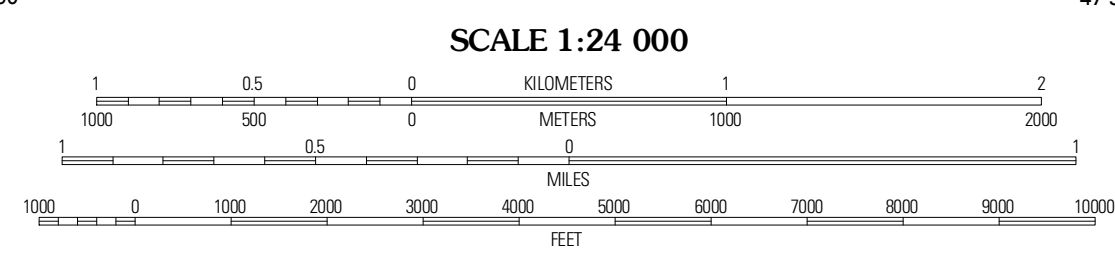 SCALE 1:24 000
1 0.5 0 KILOMETERS 1 2
1000 500 0 METERS 1000 2000
1 0.5 0 1
MILES
1000 0 1000 2000 3000 4000 5000 6000 7000 8000 9000 10000
FEET